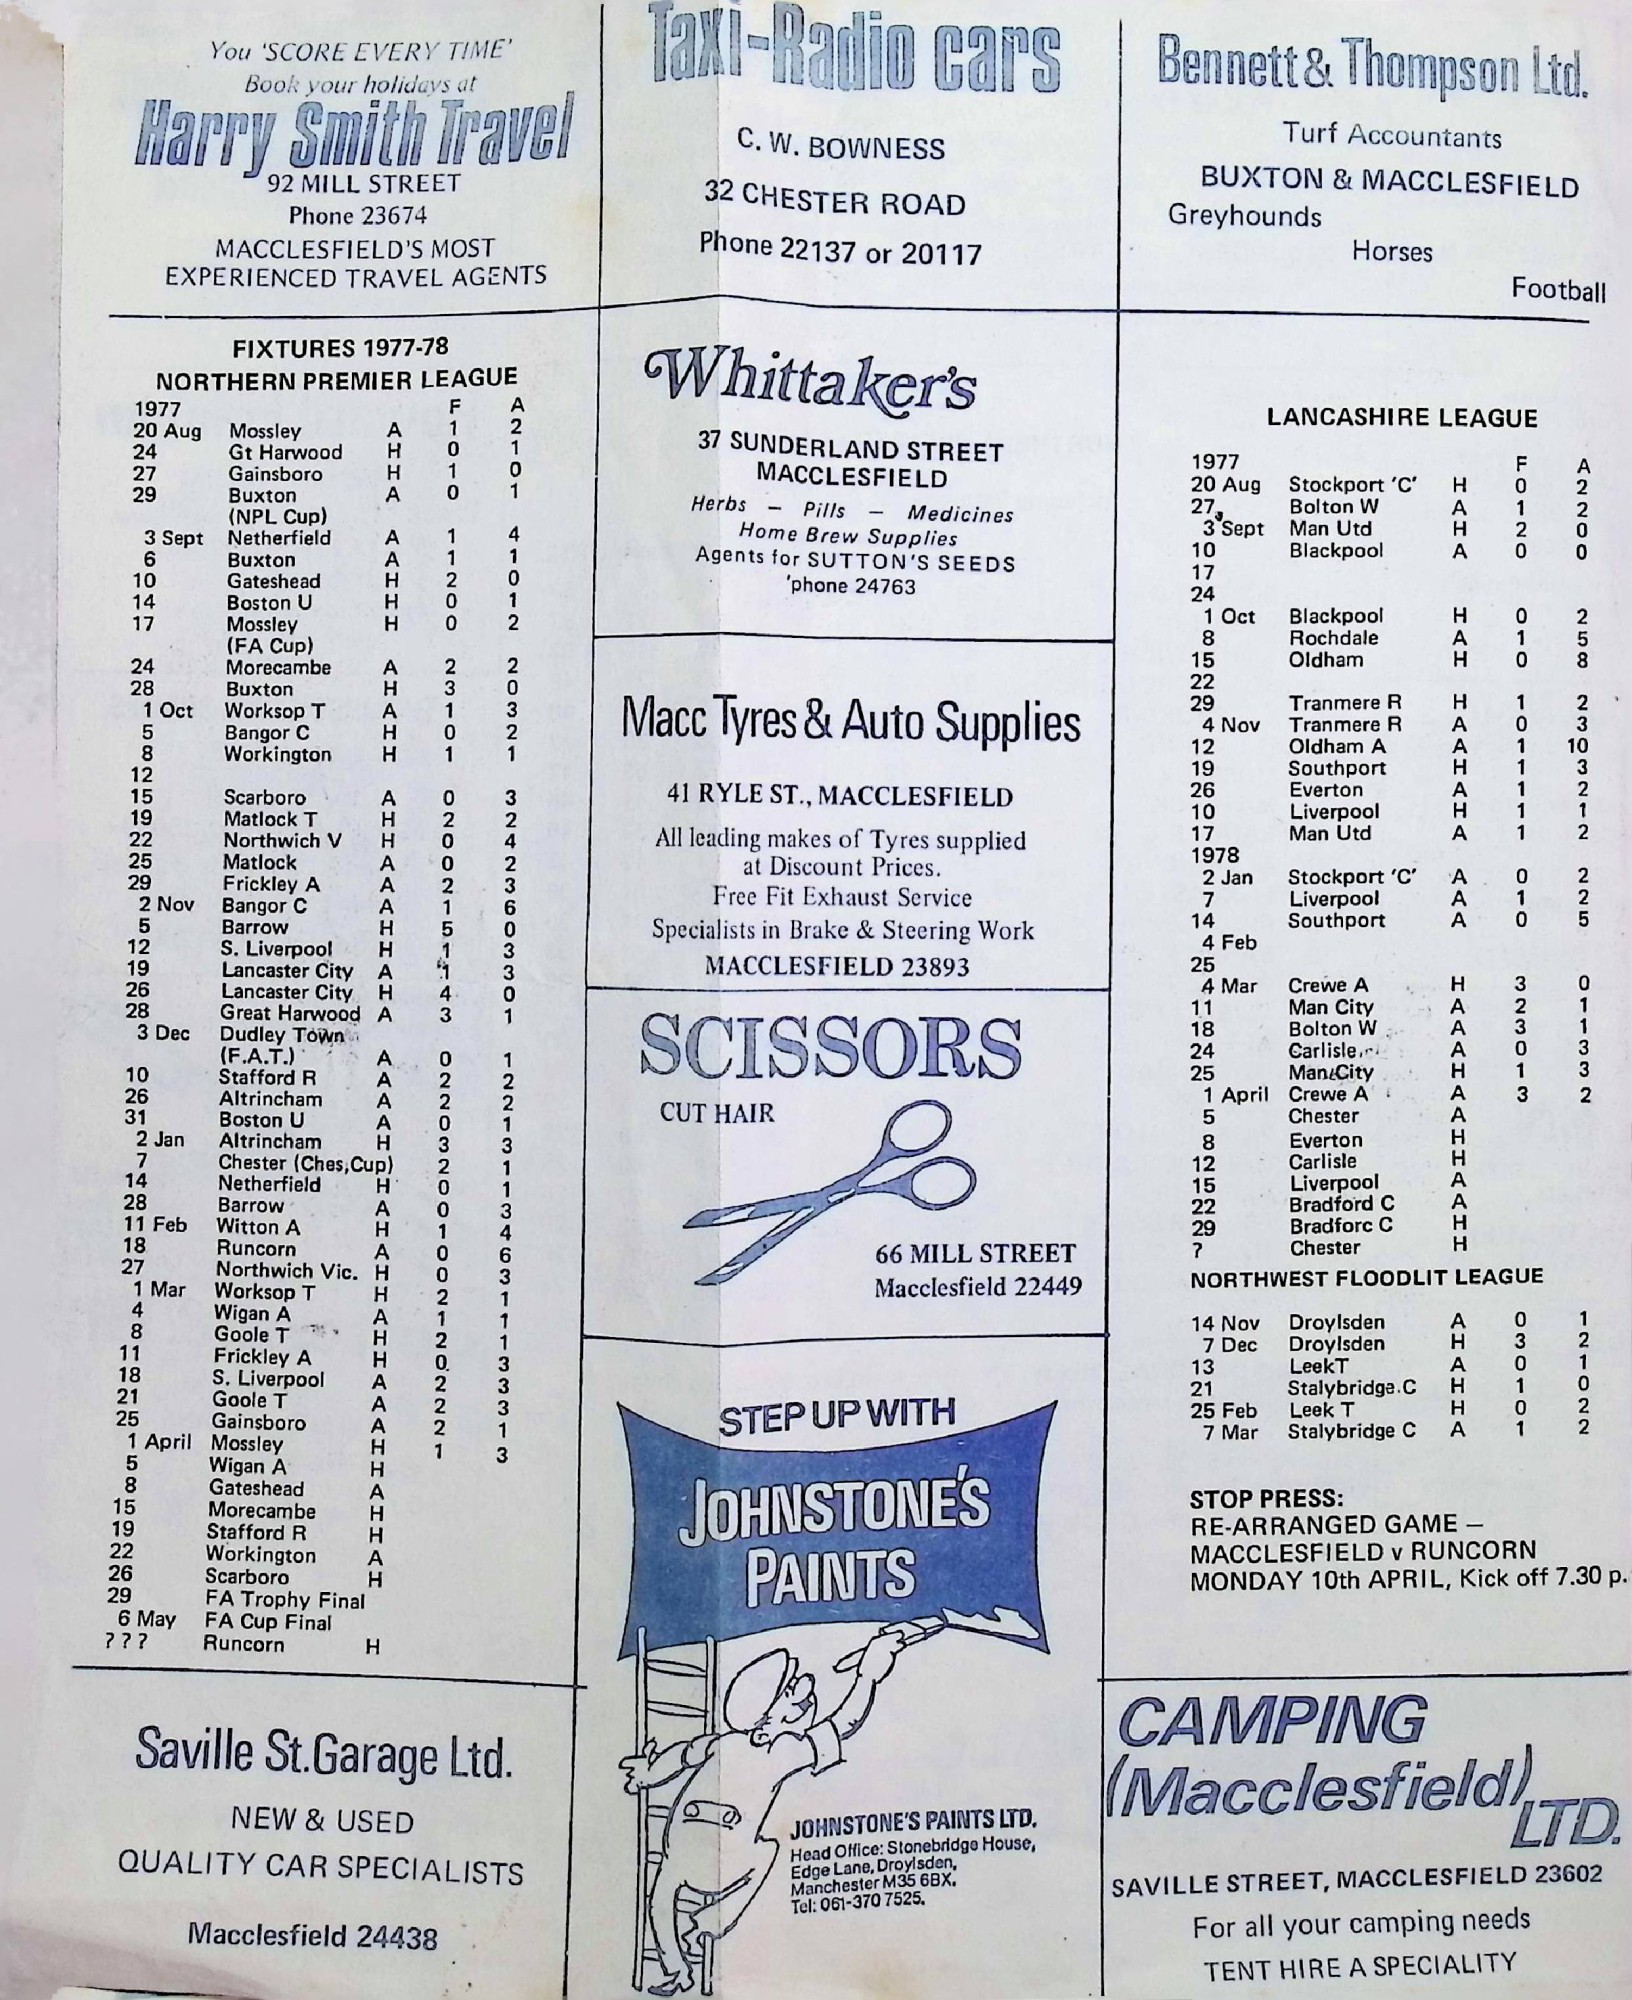 You 'SCORE EVERY TIME'
Book your holidays at
Harry Smith Travel
92 MILL STREET
Phone 23674
MACCLESFIELD'S MOST
EXPERIENCED TRAVEL AGENTS
Taxi-Radio cars
C. W. BOWNESS
32 CHESTER ROAD
Phone 22137 or 20117
Bennett & Thompson Ltd.
Turf Accountants
BUXTON & MACCLESFIELD
Greyhounds
Horses
Football
FIXTURES 1977-78
NORTHERN PREMIER LEAGUE
1977 F A
20 Aug Mossley A 1 2
24 Gt Harwood H 0 1
27 Gainsboro H 1 0
29 Buxton A 0 1
(NPL Cup)
3 Sept Netherfield A 1 4
6 Buxton A 1 1
10 Gateshead H 2 0
14 Boston U H 0 1
17 Mossley H 0 2
(FA Cup)
24 Morecambe A 2 2
28 Buxton H 3 0
1 Oct Worksop T A 1 3
5 Bangor C H 0 2
8 Workington H 1 1
12
15 Scarboro A 0 3
19 Matlock T H 2 2
22 Northwich V H 0 4
25 Matlock A 0 2
29 Frickley A A 2 3
2 Nov Bangor C A 1 6
5 Barrow H 5 0
12 S. Liverpool H 1 3
19 Lancaster City A 1 3
26 Lancaster City H 4 0
28 Great Harwood A 3 1
3 Dec Dudley Town
(F.A.T.) A 0 1
10 Stafford R A 2 2
26 Altrincham A 2 2
31 Boston U A 0 1
2 Jan Altrincham H 3 3
7 Chester (Ches,Cup) 2 1
14 Netherfield H 0 1
28 Barrow A 0 3
11 Feb Witton A H 1 4
18 Runcorn A 0 6
27 Northwich Vic. H 0 3
1 Mar Worksop T H 2 1
4 Wigan A A 1 1
8 Goole T H 2 1
11 Frickley A H 0 3
18 S. Liverpool A 2 3
21 Goole T A 2 3
25 Gainsboro A 2 1
1 April Mossley H 1 3
5 Wigan A H
8 Gateshead A
15 Morecambe H
19 Stafford R H
22 Workington A
26 Scarboro H
29 FA Trophy Final
6 May FA Cup Final
? ? ? Runcorn H
Saville St.Garage Ltd.
NEW & USED
QUALITY CAR SPECIALISTS
Macclesfield 24438
Whittaker's
37 SUNDERLAND STREET
MACCLESFIELD
Herbs – Pills – Medicines
Home Brew Supplies
Agents for SUTTON'S SEEDS
'phone 24763
Macc Tyres & Auto Supplies
41 RYLE ST., MACCLESFIELD
All leading makes of Tyres supplied
at Discount Prices.
Free Fit Exhaust Service
Specialists in Brake & Steering Work
MACCLESFIELD 23893
SCISSORS
CUT HAIR
66 MILL STREET
Macclesfield 22449
STEP UP WITH
JOHNSTONE'S
PAINTS
JOHNSTONE'S PAINTS LTD.
Head Office: Stonebridge House,
Edge Lane, Droylsden,
Manchester M35 6BX.
Tel: 061-370 7525.
LANCASHIRE LEAGUE
1977 F A
20 Aug Stockport 'C' H 0 2
27 Bolton W A 1 2
3 Sept Man Utd H 2 0
10 Blackpool A 0 0
17
24
1 Oct Blackpool H 0 2
8 Rochdale A 1 5
15 Oldham H 0 8
22
29 Tranmere R H 1 2
4 Nov Tranmere R A 0 3
12 Oldham A A 1 10
19 Southport H 1 3
26 Everton A 1 2
10 Liverpool H 1 1
17 Man Utd A 1 2
1978
2 Jan Stockport 'C' A 0 2
7 Liverpool A 1 2
14 Southport A 0 5
4 Feb
25
4 Mar Crewe A H 3 0
11 Man City A 2 1
18 Bolton W A 3 1
24 Carlisle A 0 3
25 Man City H 1 3
1 April Crewe A A 3 2
5 Chester A
8 Everton H
12 Carlisle H
15 Liverpool A
22 Bradford C A
29 Bradforc C H
? Chester H
NORTHWEST FLOODLIT LEAGUE
14 Nov Droylsden A 0 1
7 Dec Droylsden H 3 2
13 LeekT A 0 1
21 Stalybridge.C H 1 0
25 Feb Leek T H 0 2
7 Mar Stalybridge C A 1 2
STOP PRESS:
RE-ARRANGED GAME –
MACCLESFIELD v RUNCORN
MONDAY 10th APRIL, Kick off 7.30 p.
CAMPING
(Macclesfield)
LTD.
SAVILLE STREET, MACCLESFIELD 23602
For all your camping needs
TENT HIRE A SPECIALITY